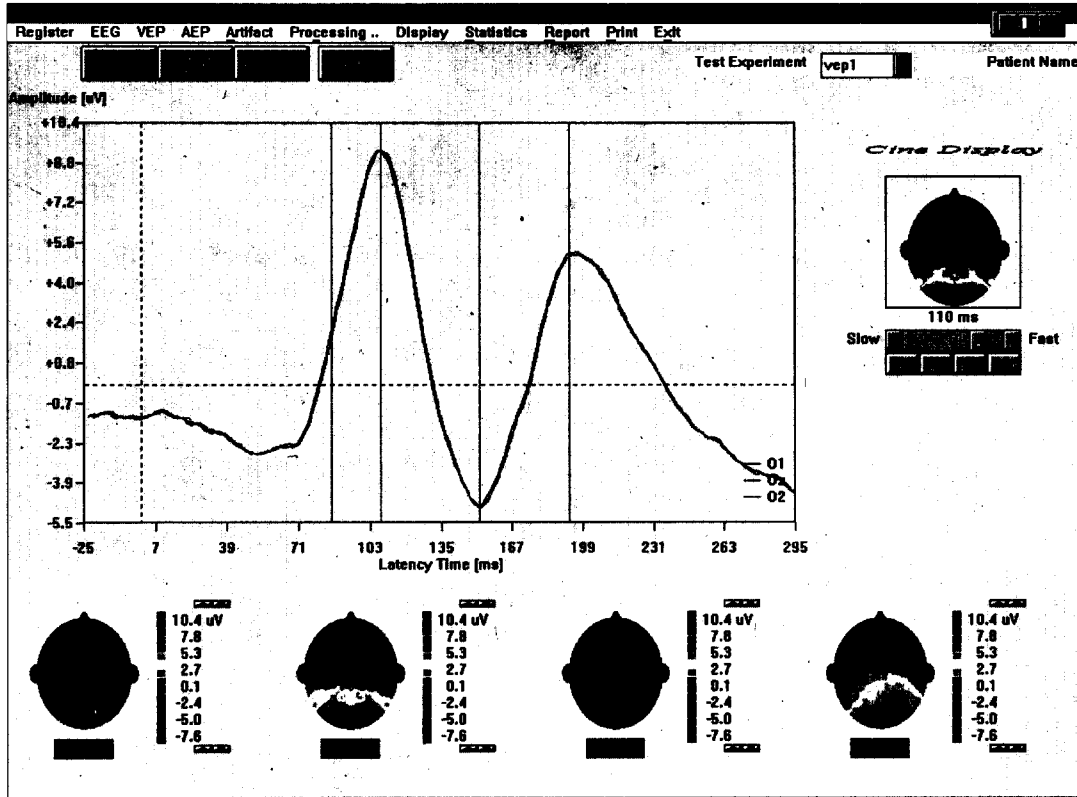 1
Register EEG VEP AEP Artifact Processing .. Display Statistics Report Print Exit
Test Experiment vep1 Patient Name
Amplitude [uV]
+10.4
+8.8
+7.2
+5.6
+4.0
+2.4
+0.8
-0.7
-2.3
-3.9
-5.5
O1
Oz
O2
-25 7 39 71 103 135 167 199 231 263 295
Latency Time [ms]
Cine Display
110 ms
Slow Fast
10.4 uV
7.8
5.3
2.7
0.1
-2.4
-5.0
-7.6
10.4 uV
7.8
5.3
2.7
0.1
-2.4
-5.0
-7.6
10.4 uV
7.8
5.3
2.7
0.1
-2.4
-5.0
-7.6
10.4 uV
7.8
5.3
2.7
0.1
-2.4
-5.0
-7.6